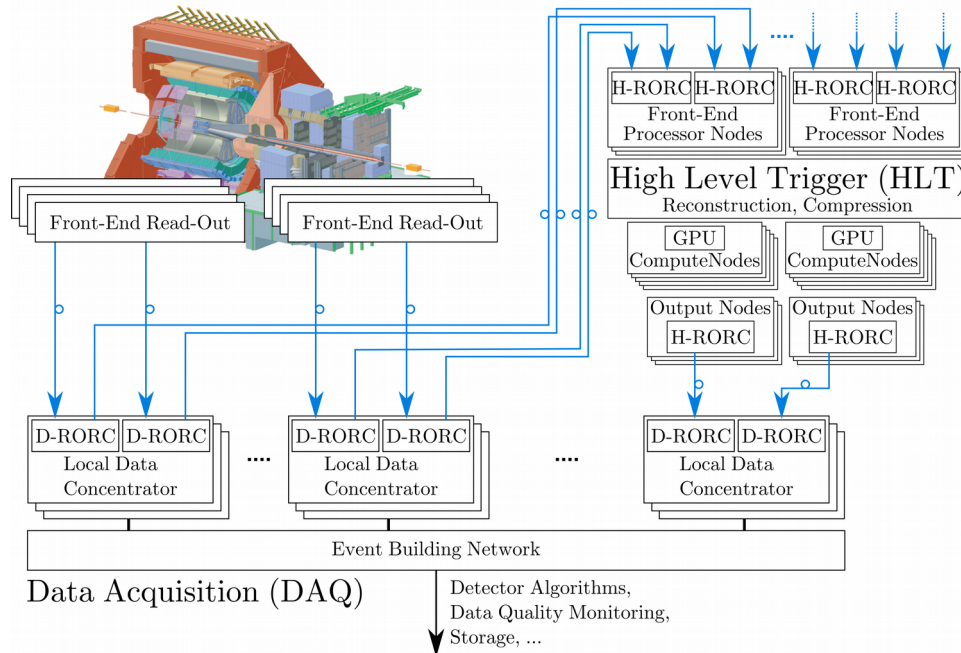 H-RORC H-RORC
Front-End
Processor Nodes
....
H-RORC H-RORC
Front-End
Processor Nodes
High Level Trigger (HLT)
Reconstruction, Compression
Front-End Read-Out
Front-End Read-Out
GPU
ComputeNodes
GPU
ComputeNodes
Output Nodes
H-RORC
Output Nodes
H-RORC
D-RORC D-RORC
Local Data
Concentrator
....
D-RORC D-RORC
Local Data
Concentrator
....
D-RORC D-RORC
Local Data
Concentrator
Event Building Network
Data Acquisition (DAQ)
Detector Algorithms,
Data Quality Monitoring,
Storage, ...